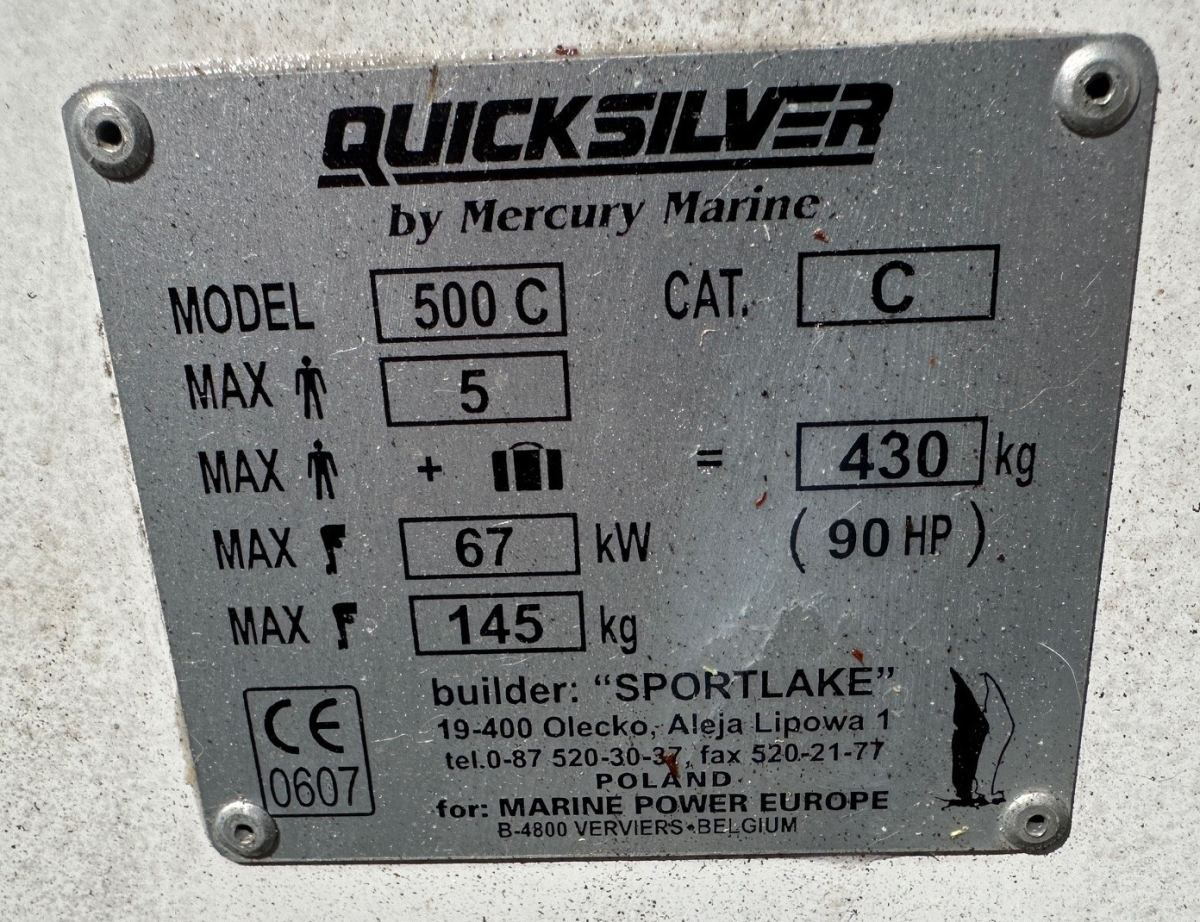 QUICKSILVER
by Mercury Marine
MODEL 500 C CAT. C
MAX 5
MAX + = 430 kg
MAX 67 kW (90 HP)
MAX 145 kg
CE
0607
builder: "SPORTLAKE"
19-400 Olecko, Aleja Lipowa 1
tel.0-87 520-30-37, fax 520-21-77
POLAND
for: MARINE POWER EUROPE
B-4800 VERVIERS-BELGIUM